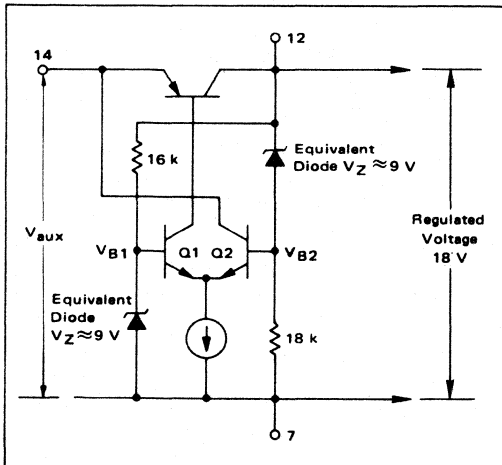 12
14
16 k
Equivalent
Diode VZ ≈ 9 V
Vaux
VB1
Q1
Q2
VB2
Regulated
Voltage
18 V
Equivalent
Diode
VZ ≈ 9 V
18 k
7